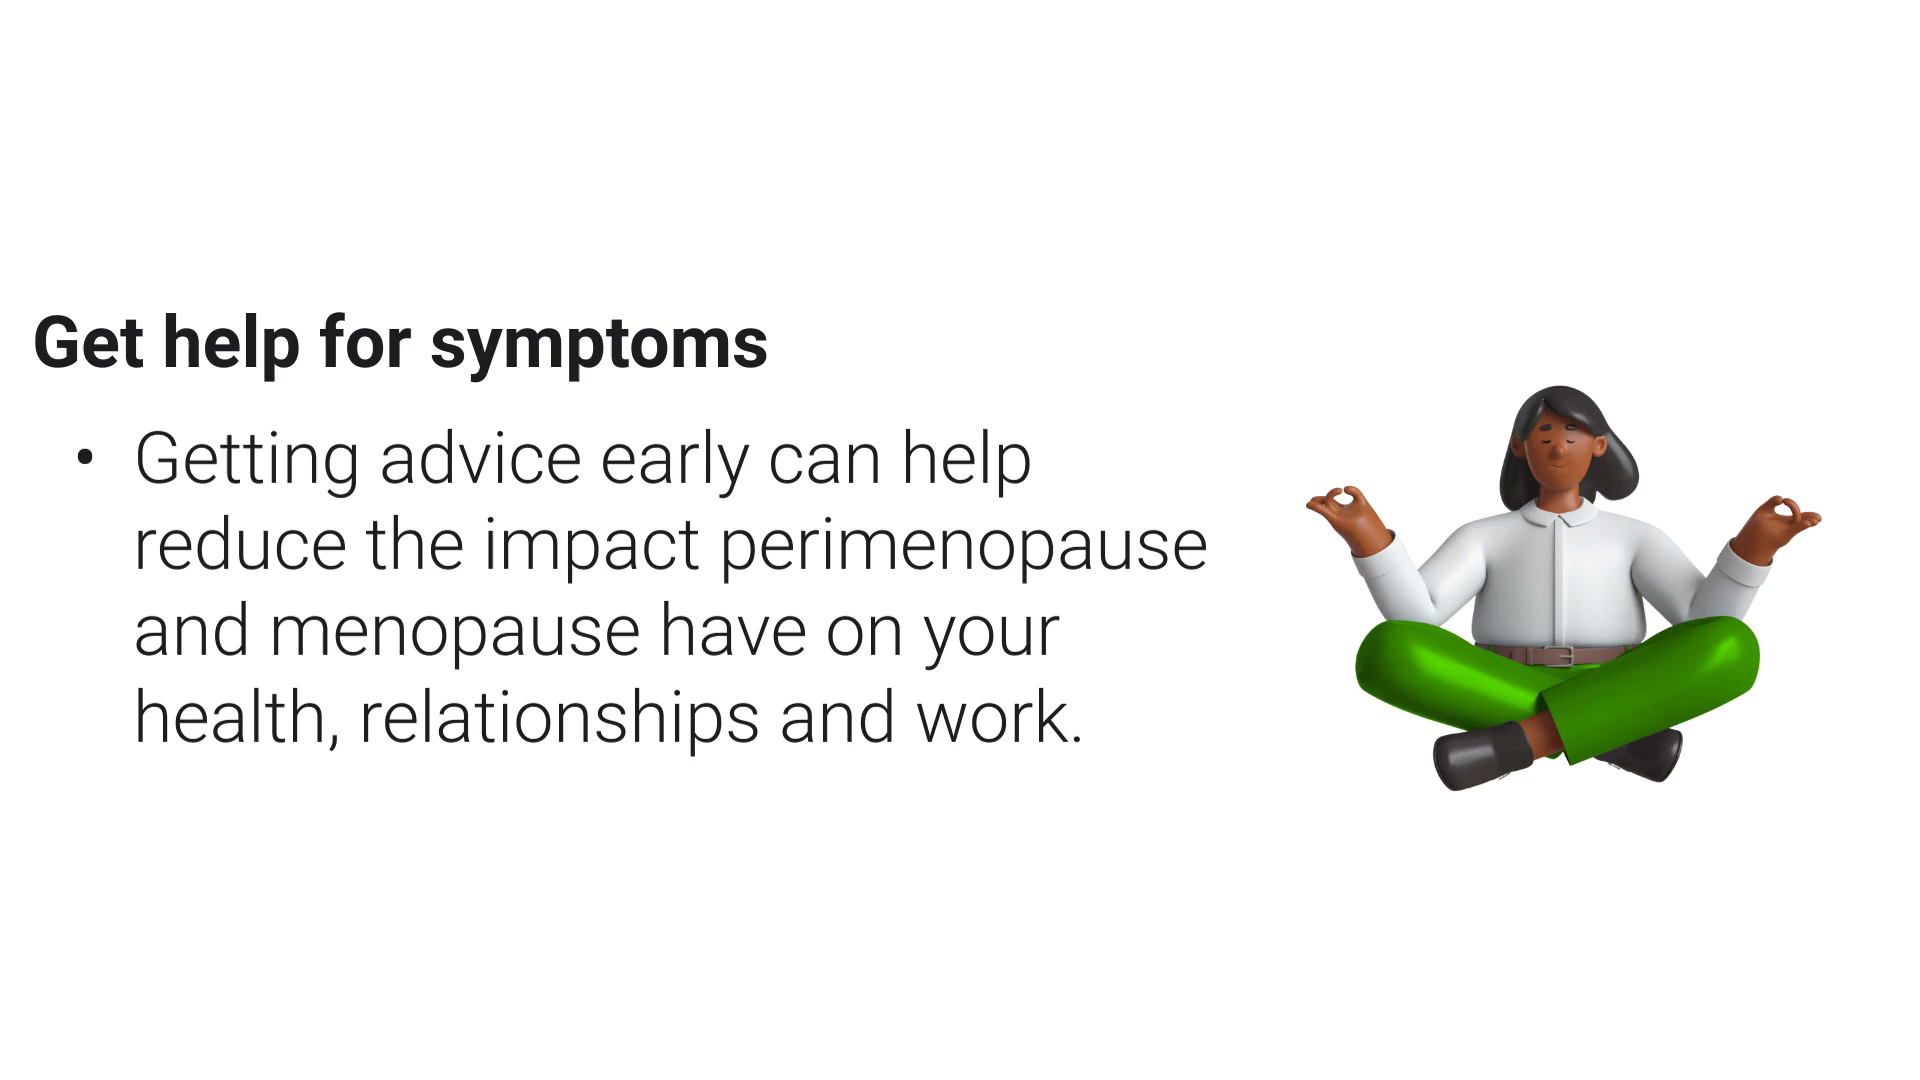 Get help for symptoms
• Getting advice early can help
reduce the impact perimenopause
and menopause have on your
health, relationships and work.